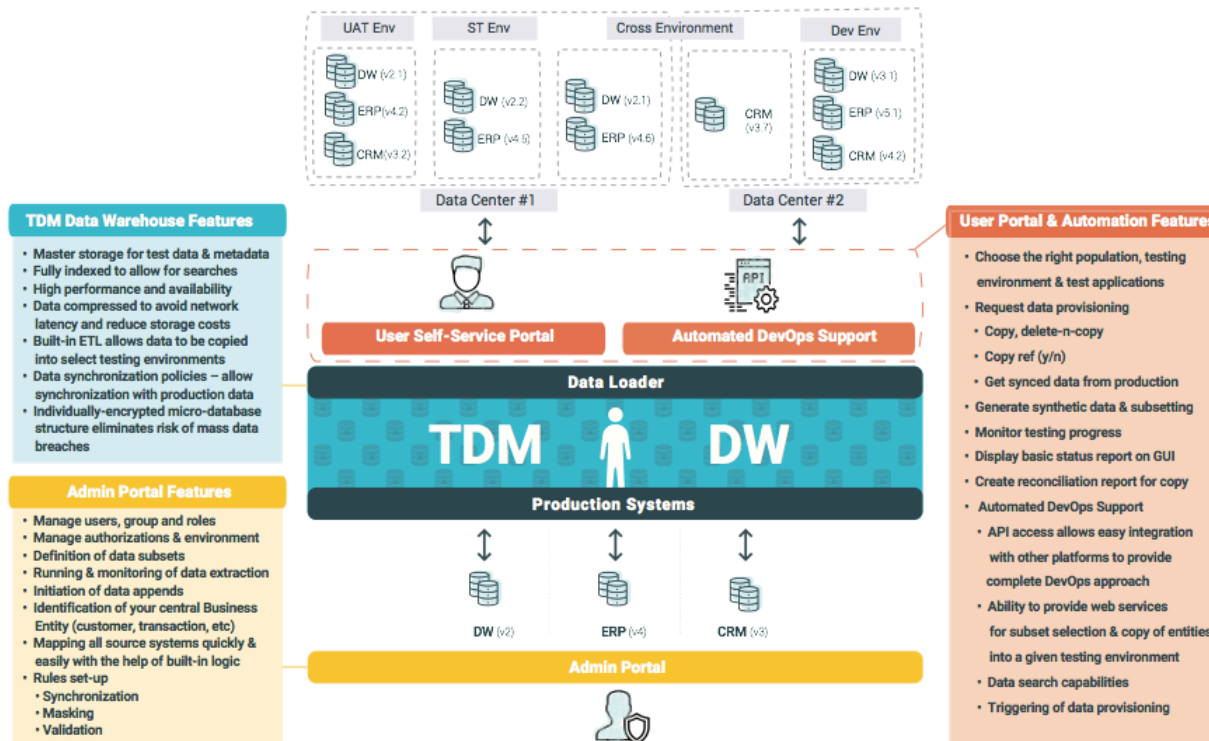 UAT Env
ST Env
Cross Environment
Dev Env
DW (v2.1)
ERP(v4.2)
CRM(v3.2)
DW (v2.2)
ERP (v4.5)
DW (v2.1)
ERP (v4.6)
CRM
(v3.7)
DW (v3.1)
ERP (v5.1)
CRM (v4.2)
Data Center #1
Data Center #2
TDM Data Warehouse Features
• Master storage for test data & metadata
• Fully indexed to allow for searches
• High performance and availability
• Data compressed to avoid network
latency and reduce storage costs
• Built-in ETL allows data to be copied
into select testing environments
• Data synchronization policies – allow
synchronization with production data
• Individually-encrypted micro-database
structure eliminates risk of mass data
breaches
Admin Portal Features
• Manage users, group and roles
• Manage authorizations & environment
• Definition of data subsets
• Running & monitoring of data extraction
• Initiation of data appends
• Identification of your central Business
Entity (customer, transaction, etc)
• Mapping all source systems quickly &
easily with the help of built-in logic
• Rules set-up
• Synchronization
• Masking
• Validation
API
User Self-Service Portal
Automated DevOps Support
Data Loader
TDM DW
Production Systems
DW (v2)
ERP (v4)
CRM (v3)
Admin Portal
User Portal & Automation Features
• Choose the right population, testing
environment & test applications
• Request data provisioning
• Copy, delete-n-copy
• Copy ref (y/n)
• Get synced data from production
• Generate synthetic data & subsetting
• Monitor testing progress
• Display basic status report on GUI
• Create reconciliation report for copy
• Automated DevOps Support
• API access allows easy integration
with other platforms to provide
complete DevOps approach
• Ability to provide web services
for subset selection & copy of entities
into a given testing environment
• Data search capabilities
• Triggering of data provisioning